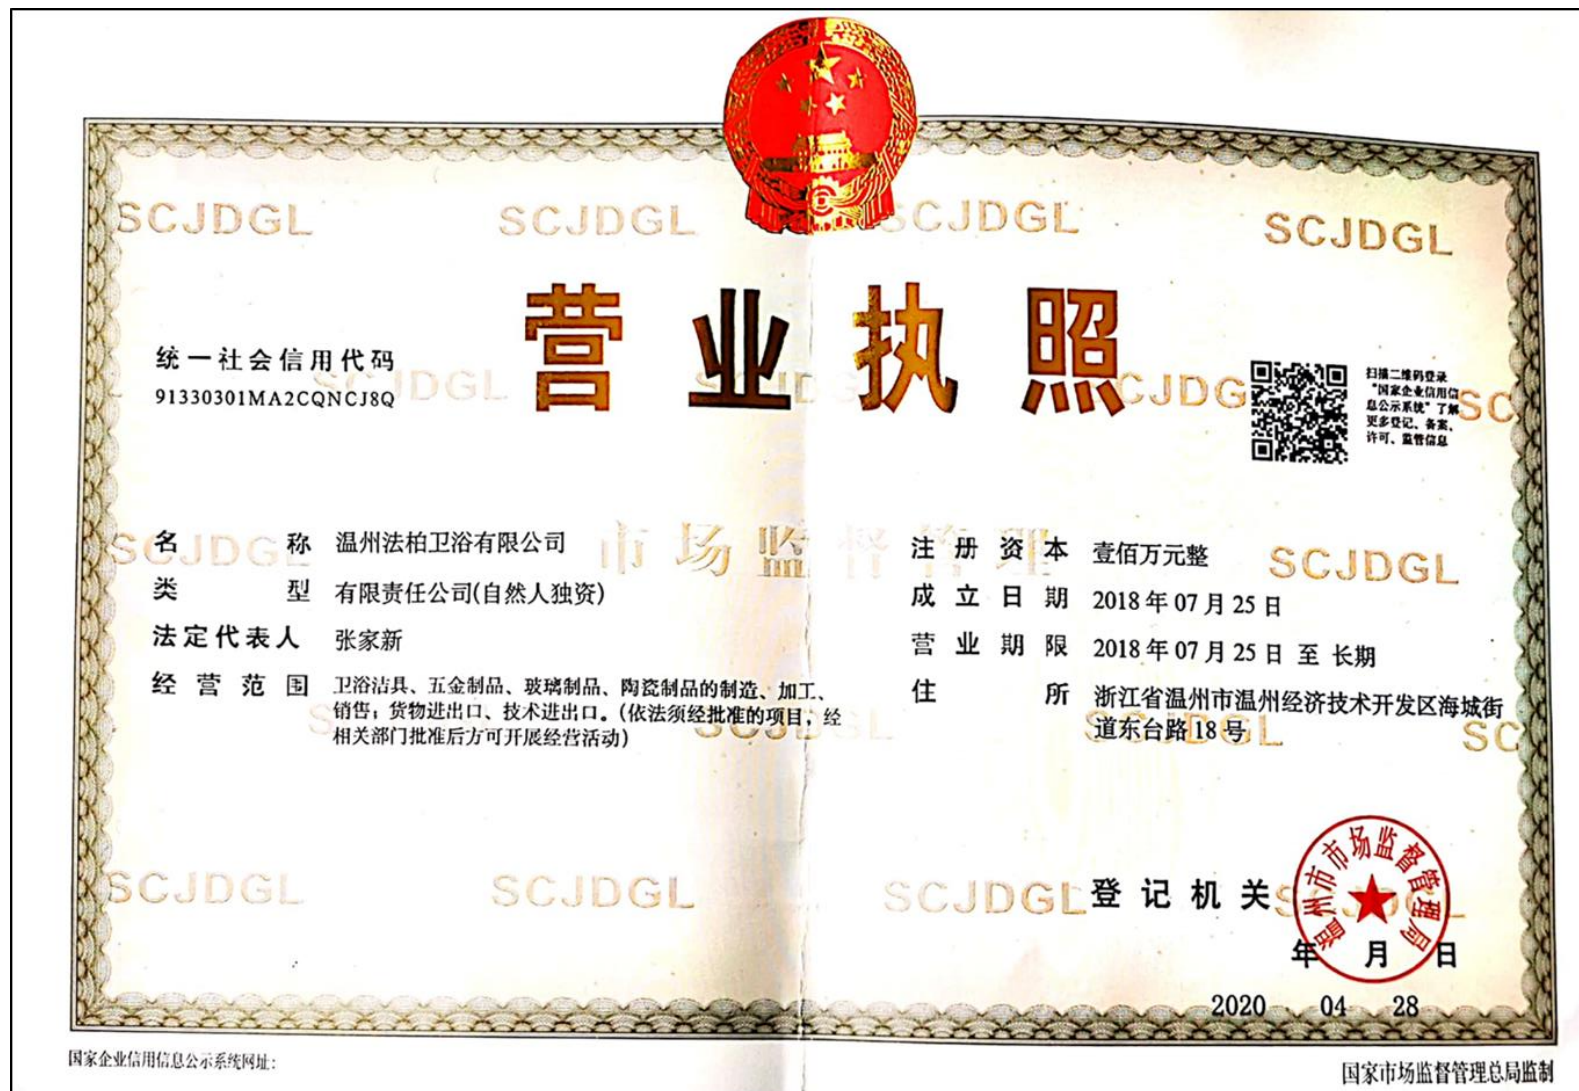 SCJDGL SCJDGL SCJDGL SCJDGL
营业执照
统一社会信用代码
91330301MA2CQNCJ8Q
扫描二维码登录
“国家企业信用信
息公示系统”了解
更多登记、备案、
许可、监管信息
SCJDGL SCJDGL SC
市场监督管理
名称 温州法柏卫浴有限公司
类型 有限责任公司(自然人独资)
法定代表人 张家新
经营范围 卫浴洁具、五金制品、玻璃制品、陶瓷制品的制造、加工、
销售；货物进出口、技术进出口。(依法须经批准的项目，经
相关部门批准后方可开展经营活动)
注册资本 壹佰万元整
成立日期 2018年07月25日
营业期限 2018年07月25日至长期
住所 浙江省温州市温州经济技术开发区海城街
道东台路18号
SCJDGL SCJDGL
SCJDGL SCJDGL SC
SCJDGL SCJDGL SCJDGL SCJDGL
登记机关
温州市市场监督管理局
年月日
2020 04 28
国家企业信用信息公示系统网址：
国家市场监督管理总局监制